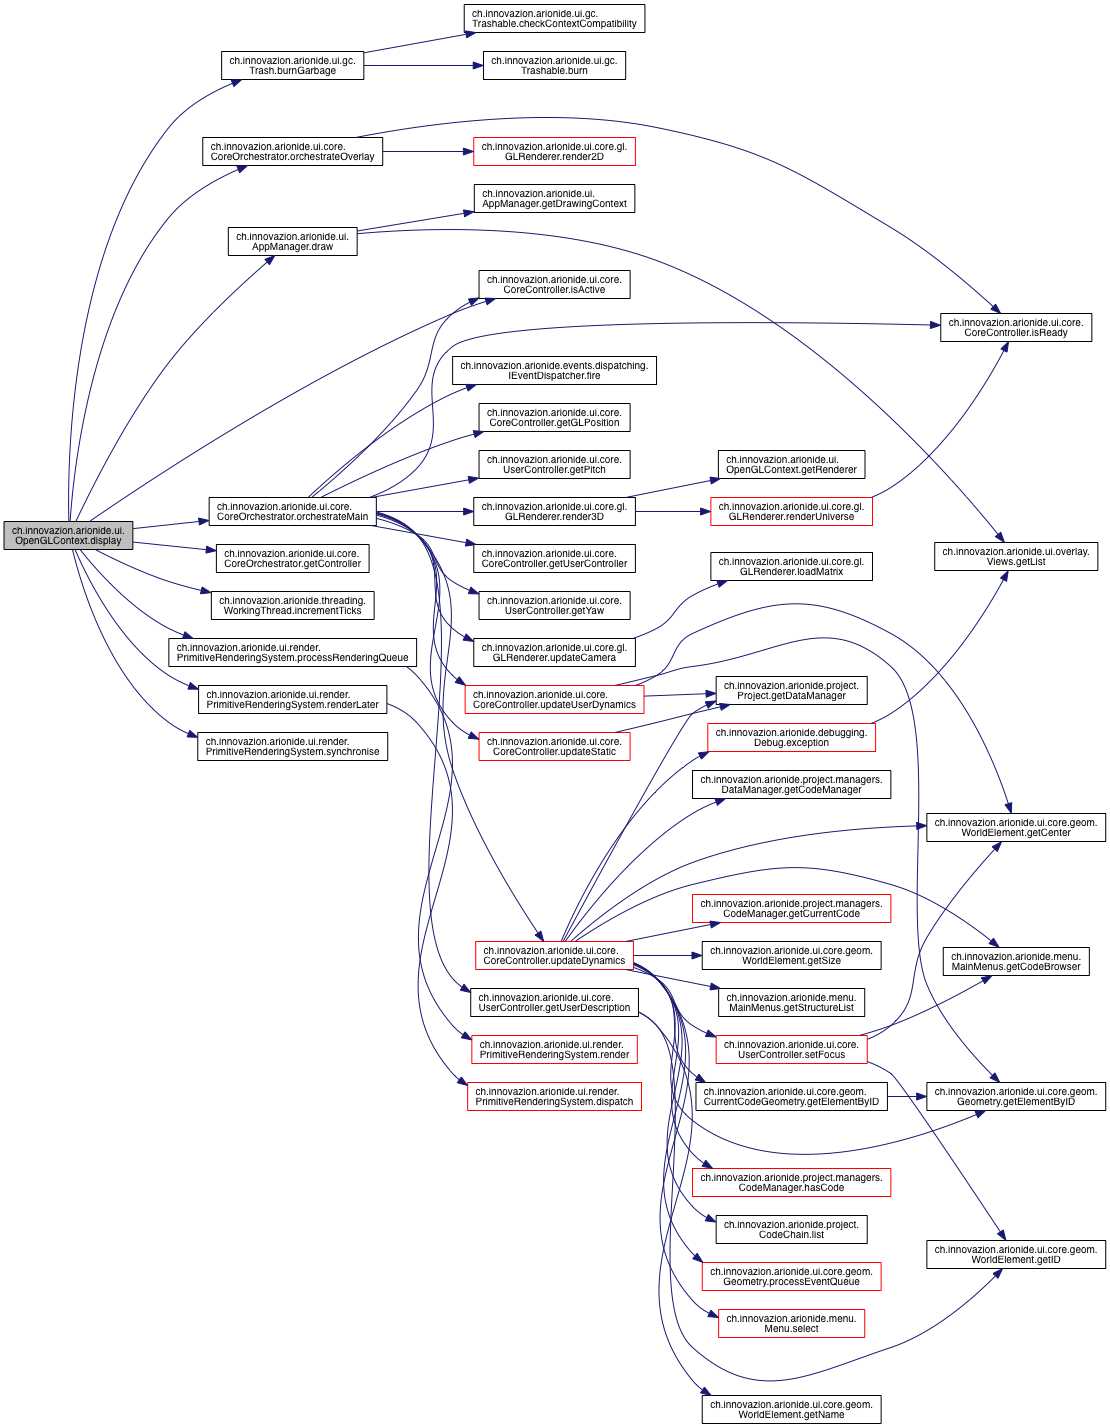 ch.innovazion.arionide.ui.gc.
Trashable.checkContextCompatibility
ch.innovazion.arionide.ui.gc.
Trash.burnGarbage
ch.innovazion.arionide.ui.gc.
Trashable.burn
ch.innovazion.arionide.ui.core.
CoreOrchestrator.orchestrateOverlay
ch.innovazion.arionide.ui.core.gl.
GLRenderer.render2D
ch.innovazion.arionide.ui.
AppManager.getDrawingContext
ch.innovazion.arionide.ui.
AppManager.draw
ch.innovazion.arionide.ui.core.
CoreController.isActive
ch.innovazion.arionide.ui.core.
CoreController.isReady
ch.innovazion.arionide.events.dispatching.
IEventDispatcher.fire
ch.innovazion.arionide.ui.core.
CoreController.getGLPosition
ch.innovazion.arionide.ui.core.
UserController.getPitch
ch.innovazion.arionide.ui.
OpenGLContext.getRenderer
ch.innovazion.arionide.ui.core.
CoreOrchestrator.orchestrateMain
ch.innovazion.arionide.ui.core.gl.
GLRenderer.render3D
ch.innovazion.arionide.ui.core.gl.
GLRenderer.renderUniverse
ch.innovazion.arionide.ui.
OpenGLContext.display
ch.innovazion.arionide.ui.core.
CoreOrchestrator.getController
ch.innovazion.arionide.ui.core.
CoreController.getUserController
ch.innovazion.arionide.ui.core.gl.
GLRenderer.loadMatrix
ch.innovazion.arionide.ui.overlay.
Views.getList
ch.innovazion.arionide.threading.
WorkingThread.incrementTicks
ch.innovazion.arionide.ui.core.
UserController.getYaw
ch.innovazion.arionide.ui.render.
PrimitiveRenderingSystem.processRenderingQueue
ch.innovazion.arionide.ui.core.gl.
GLRenderer.updateCamera
ch.innovazion.arionide.ui.render.
PrimitiveRenderingSystem.renderLater
ch.innovazion.arionide.ui.core.
CoreController.updateUserDynamics
ch.innovazion.arionide.project.
Project.getDataManager
ch.innovazion.arionide.ui.render.
PrimitiveRenderingSystem.synchronise
ch.innovazion.arionide.ui.core.
CoreController.updateStatic
ch.innovazion.arionide.debugging.
Debug.exception
ch.innovazion.arionide.project.managers.
DataManager.getCodeManager
ch.innovazion.arionide.ui.core.geom.
WorldElement.getCenter
ch.innovazion.arionide.project.managers.
CodeManager.getCurrentCode
ch.innovazion.arionide.ui.core.
CoreController.updateDynamics
ch.innovazion.arionide.ui.core.geom.
WorldElement.getSize
ch.innovazion.arionide.menu.
MainMenus.getCodeBrowser
ch.innovazion.arionide.ui.core.
UserController.getUserDescription
ch.innovazion.arionide.menu.
MainMenus.getStructureList
ch.innovazion.arionide.ui.render.
PrimitiveRenderingSystem.render
ch.innovazion.arionide.ui.core.
UserController.setFocus
ch.innovazion.arionide.ui.render.
PrimitiveRenderingSystem.dispatch
ch.innovazion.arionide.ui.core.geom.
CurrentCodeGeometry.getElementByID
ch.innovazion.arionide.ui.core.geom.
Geometry.getElementByID
ch.innovazion.arionide.project.managers.
CodeManager.hasCode
ch.innovazion.arionide.project.
CodeChain.list
ch.innovazion.arionide.ui.core.geom.
WorldElement.getID
ch.innovazion.arionide.ui.core.geom.
Geometry.processEventQueue
ch.innovazion.arionide.menu.
Menu.select
ch.innovazion.arionide.ui.core.geom.
WorldElement.getName